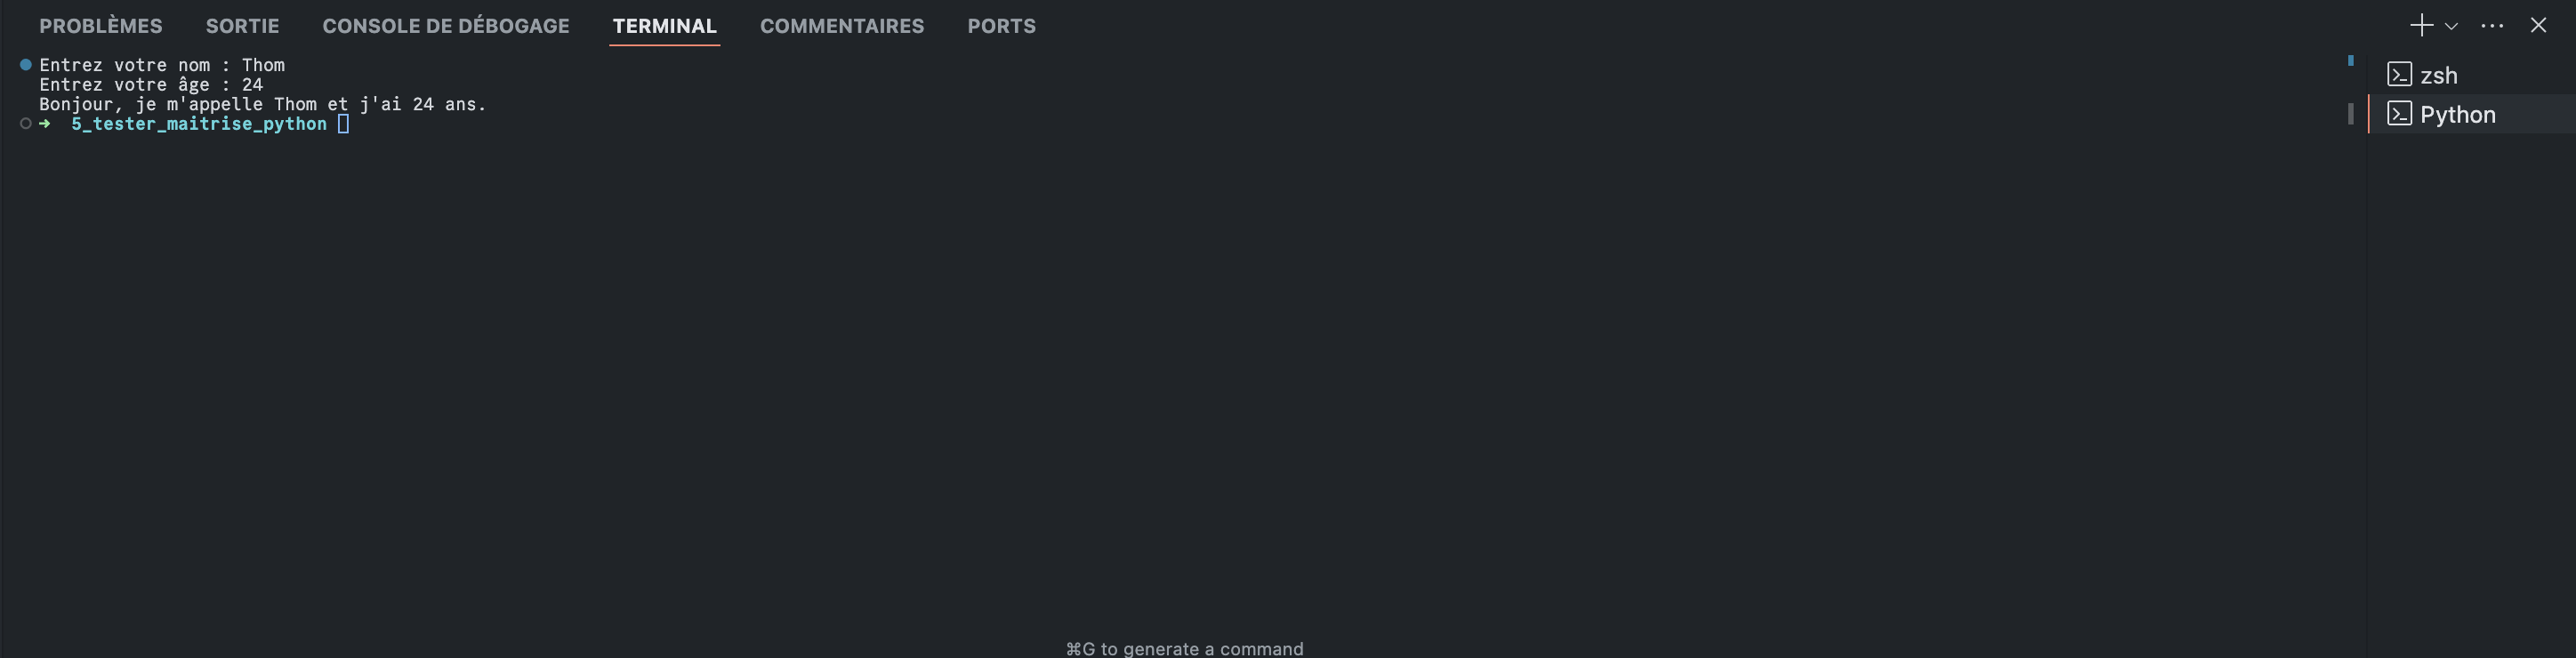 PROBLÈMES SORTIE CONSOLE DE DÉBOGAGE TERMINAL COMMENTAIRES PORTS
Entrez votre nom : Thom
Entrez votre âge : 24
Bonjour, je m'appelle Thom et j'ai 24 ans.
➜ 5_tester_maitrise_python
zsh
Python
⌘G to generate a command